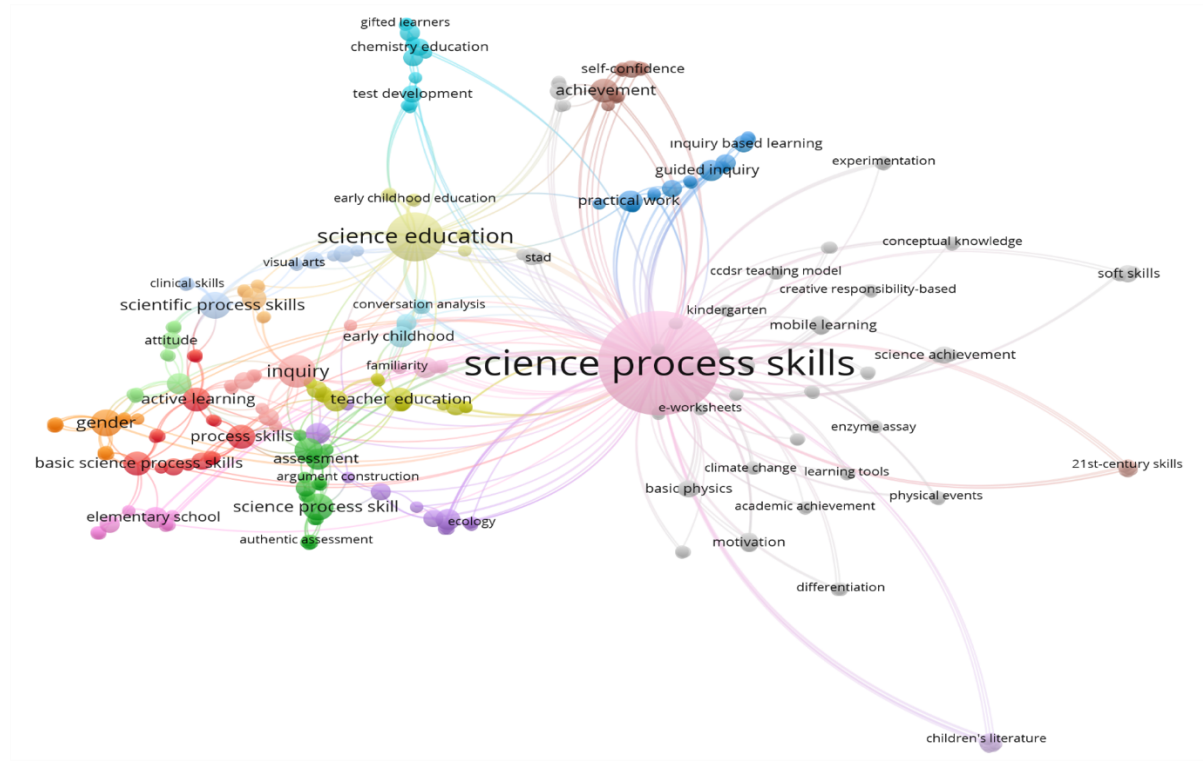 gifted learners
chemistry education
self-confidence
test development
achievement
ınquiry based learning
experimentation
guided inquiry
early childhood education
practical work
science education
conceptual knowledge
stad
visual arts
ccdsr teaching model
soft skills
clinical skills
creative responsibility-based
scientific process skills
conversation analysis
kindergarten
mobile learning
attitude
early childhood
science achievement
inquiry
familiarity
science process skills
active learning
teacher education
e-worksheets
gender
process skills
enzyme assay
basic science process skills
assessment
climate change
learning tools
21st-century skills
argument construction
basic physics
physical events
elementary school
science process skill
ecology
academic achievement
authentic assessment
motivation
differentiation
children's literature